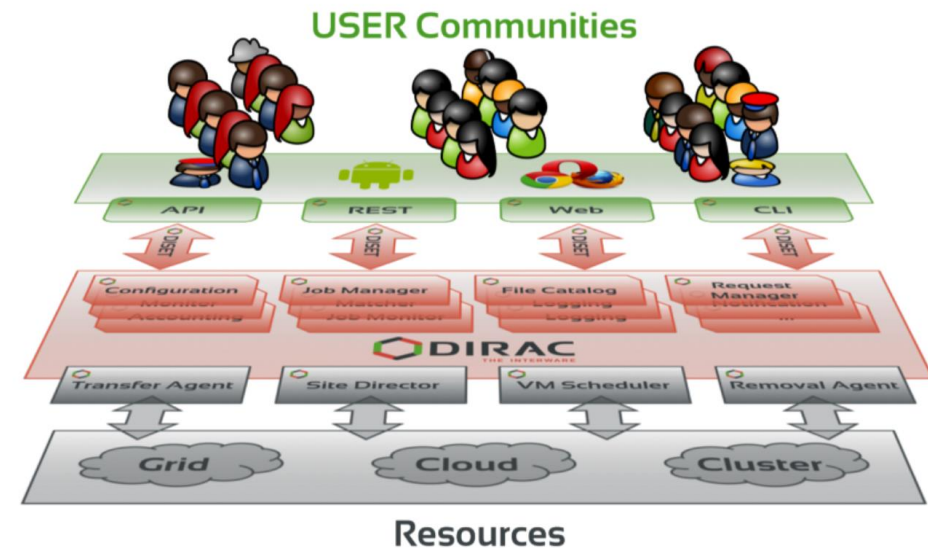 USER Communities
API
REST
Web
CLI
DISET
DISET
DISET
DISET
Configuration
Monitor
Accounting
Job Manager
Matcher
Job Monitor
File Catalog
Logging
Logging
Request
Manager
Notification
...
DIRAC
THE INTERWARE
Transfer Agent
Site Director
VM Scheduler
Removal Agent
Grid
Cloud
Cluster
Resources